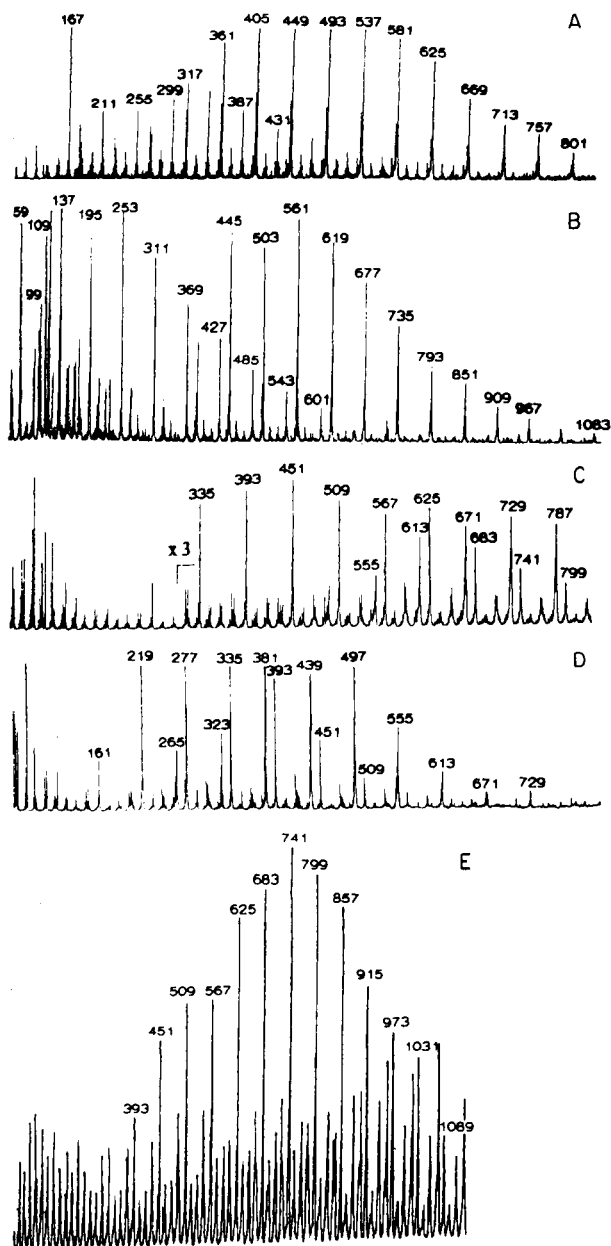 A
167 211 255 299 317 361 387 405 431 449 493 537 581 625 669 713 757 801
B
59 99 109 137 195 253 311 369 427 445 485 503 543 561 601 619 677 735 793 851 909 967 1083
C
x 3
335 393 451 509 555 567 613 625 671 683 729 741 787 799
D
161 219 265 277 323 335 381 393 439 451 497 509 555 613 671 729
E
393 451 509 567 625 683 741 799 857 915 973 1031 1089